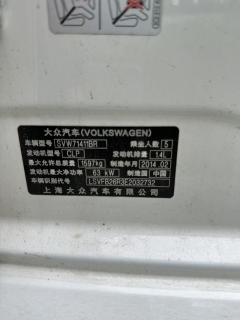 大众汽车(VOLKSWAGEN)
车辆型号 SVW71411BR 乘坐人数 5
发动机型号 CLP 发动机排量 1.4L
最大允许总质量 1597kg 制造年月 2014.02
发动机最大净功率 63 kW 制造国 中国
车辆识别代号 LSVFB26R3E2032732
上海大众汽车有限公司